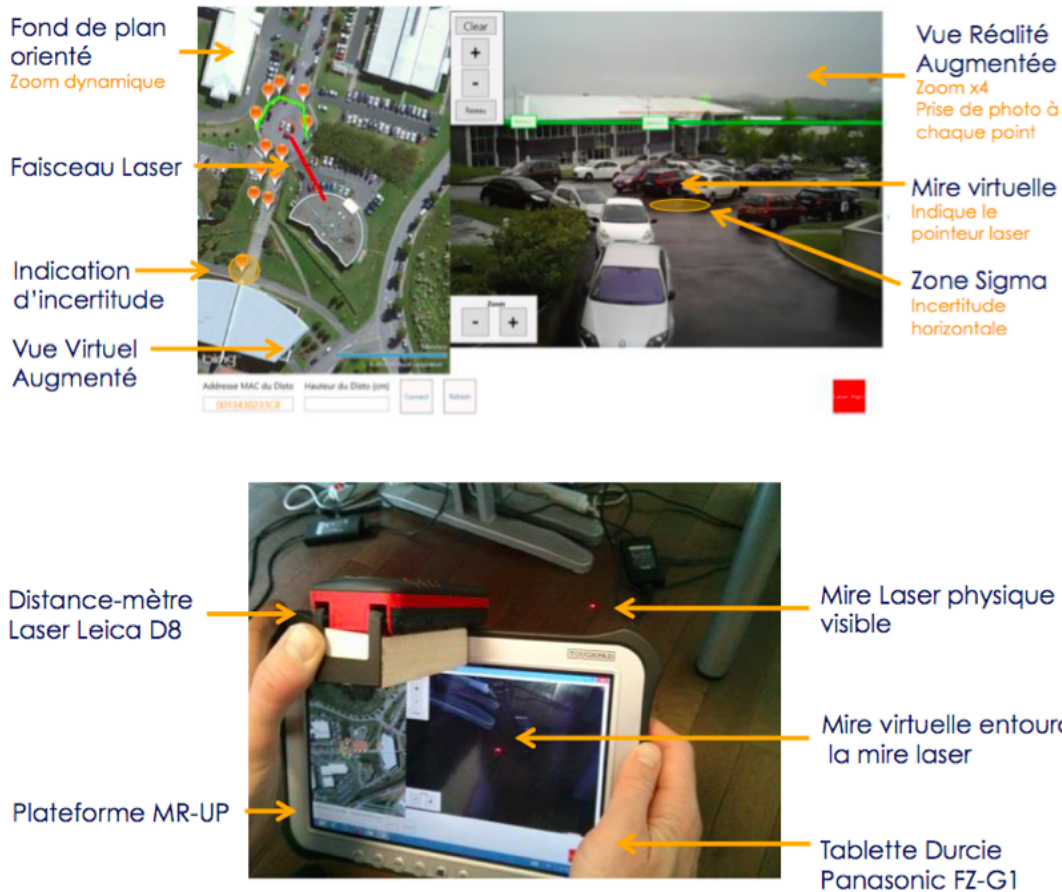 Fond de plan
orienté
Zoom dynamique
Faisceau Laser
Indication
d'incertitude
Vue Virtuel
Augmenté
Clear
+
-
Zoom
- +
bing
Addresse MAC du Disto
0013430233C8
Hauteur du Disto (cm)
Connect
Refresh
Vue Réalité
Augmentée
Zoom x4
Prise de photo à
chaque point
Mire virtuelle
Indique le
pointeur laser
Zone Sigma
Incertitude
horizontale
Distance-mètre
Laser Leica D8
Plateforme MR-UP
TOUGHPAD
Mire Laser physique
visible
Mire virtuelle entoure
la mire laser
Tablette Durcie
Panasonic FZ-G1